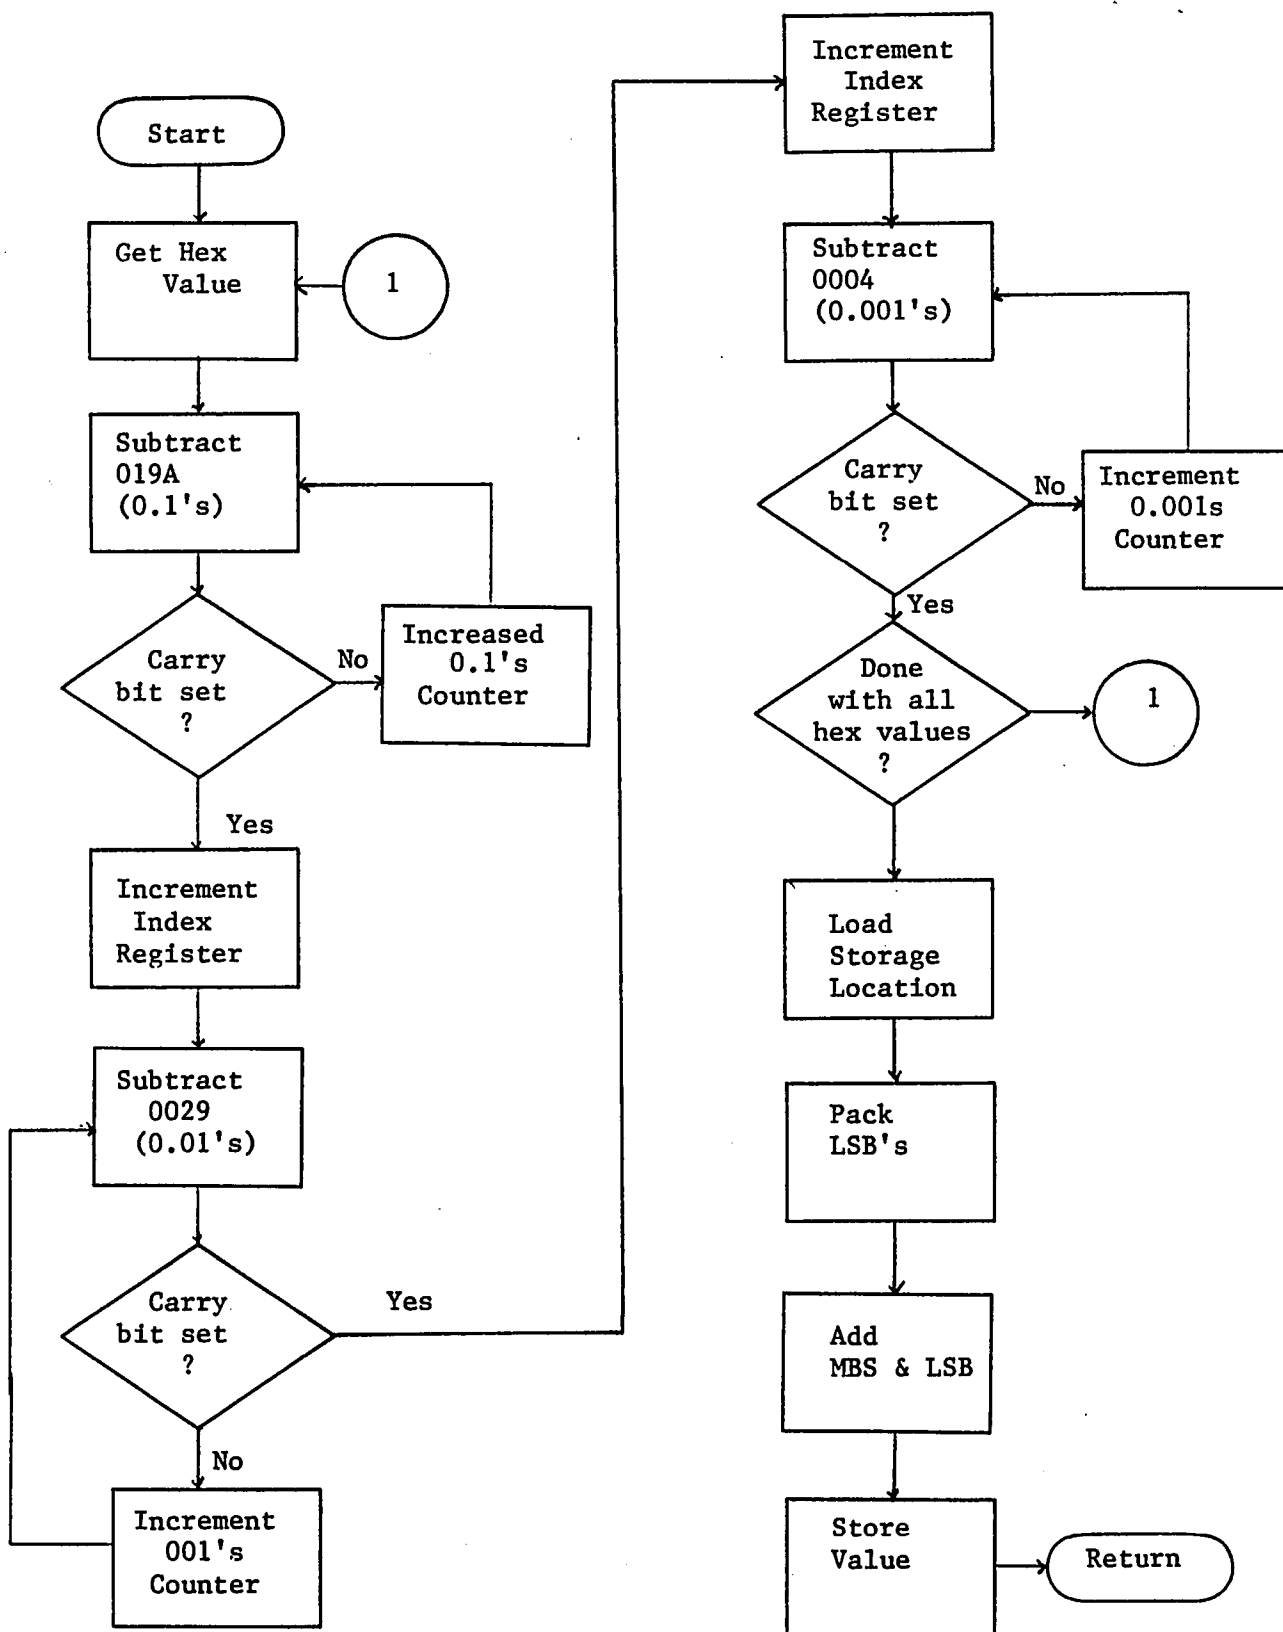 Start
Get Hex
Value
1
Subtract
019A
(0.1's)
Carry
bit set
?
No
Increased
0.1's
Counter
Yes
Increment
Index
Register
Subtract
0029
(0.01's)
Carry
bit set
?
Yes
No
Increment
001's
Counter
Increment
Index
Register
Subtract
0004
(0.001's)
Carry
bit set
?
No
Increment
0.001s
Counter
Yes
Done
with all
hex values
?
1
Load
Storage
Location
Pack
LSB's
Add
MBS & LSB
Store
Value
Return